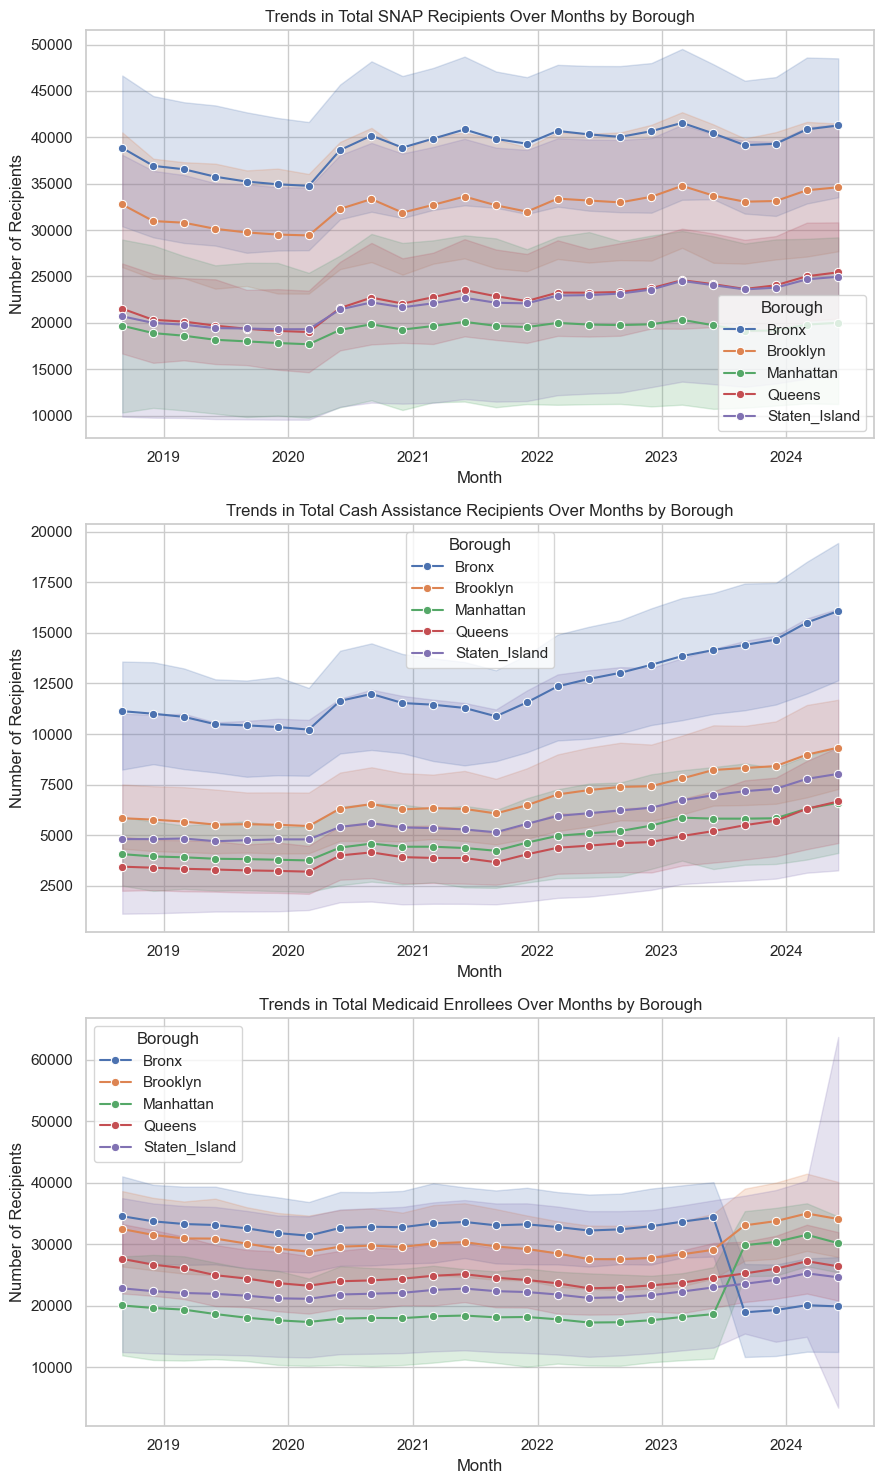 Trends in Total SNAP Recipients Over Months by Borough
50000
45000
40000
35000
30000
25000
20000
15000
10000
Number of Recipients
Borough
Bronx
Brooklyn
Manhattan
Queens
Staten_Island
2019 2020 2021 2022 2023 2024
Month
Trends in Total Cash Assistance Recipients Over Months by Borough
20000
17500
15000
12500
10000
7500
5000
2500
Number of Recipients
Borough
Bronx
Brooklyn
Manhattan
Queens
Staten_Island
2019 2020 2021 2022 2023 2024
Month
Trends in Total Medicaid Enrollees Over Months by Borough
60000
50000
40000
30000
20000
10000
Number of Recipients
Borough
Bronx
Brooklyn
Manhattan
Queens
Staten_Island
2019 2020 2021 2022 2023 2024
Month